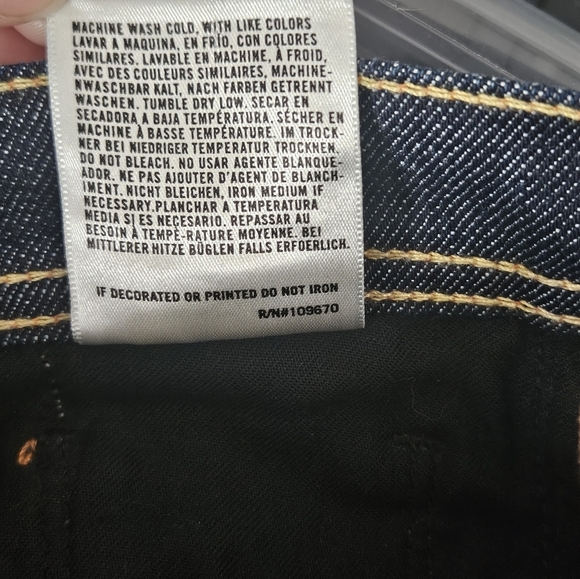 MACHINE WASH COLD, WITH LIKE COLORS
LAVAR A MAQUINA, EN FRÍO, CON COLORES
SIMILARES. LAVABLE EN MACHINE, À FROID,
AVEC DES COULEURS SIMILAIRES, MACHINE-
NWASCHBAR KALT, NACH FARBEN GETRENNT
WASCHEN. TUMBLE DRY LOW. SECAR EN
SECADORA A BAJA TEMPERATURA. SÉCHER EN
MACHINE À BASSE TEMPÉRATURE. IM TROCK-
NER BEI NIEDRIGER TEMPERATUR TROCKNEN.
DO NOT BLEACH. NO USAR AGENTE BLANQUE-
ADOR. NE PAS AJOUTER D'AGENT DE BLANCH-
IMENT. NICHT BLEICHEN, IRON MEDIUM IF
NECESSARY.PLANCHAR A TEMPERATURA
MEDIA SI ES NECESARIO. REPASSAR AU
BESOIN À TEMPÈ-RATURE MOYENNE. BEI
MITTLERER HITZE BÜGLEN FALLS ERFOERLICH.
IF DECORATED OR PRINTED DO NOT IRON
R/N#109670